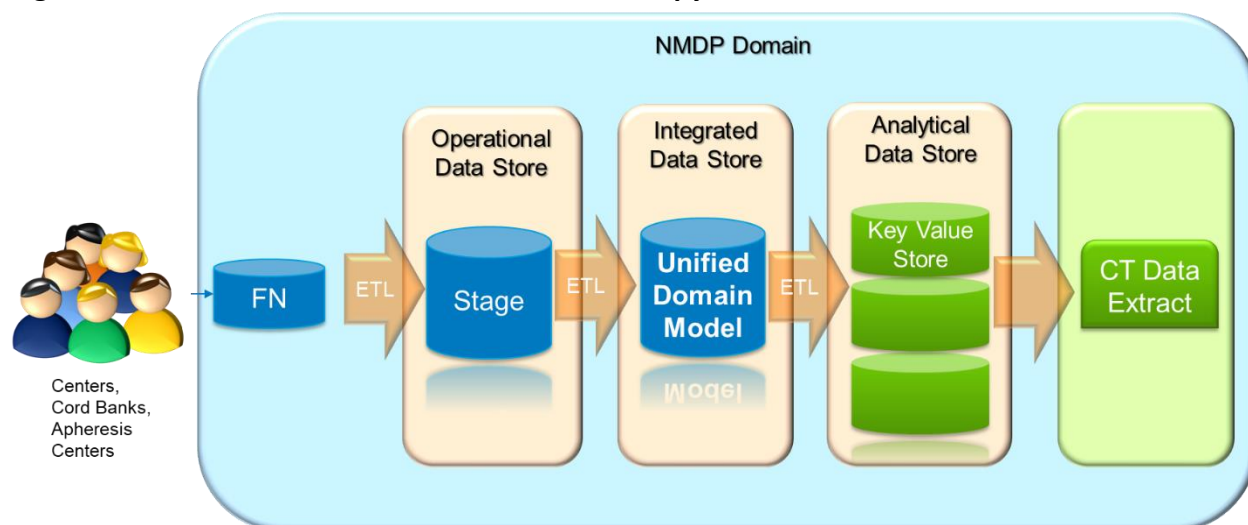 NMDP Domain
Operational
Data Store
Integrated
Data Store
Analytical
Data Store
Centers,
Cord Banks,
Apheresis
Centers
FN
ETL
Stage
ETL
Unified
Domain
Model
ETL
Key Value
Store
CT Data
Extract